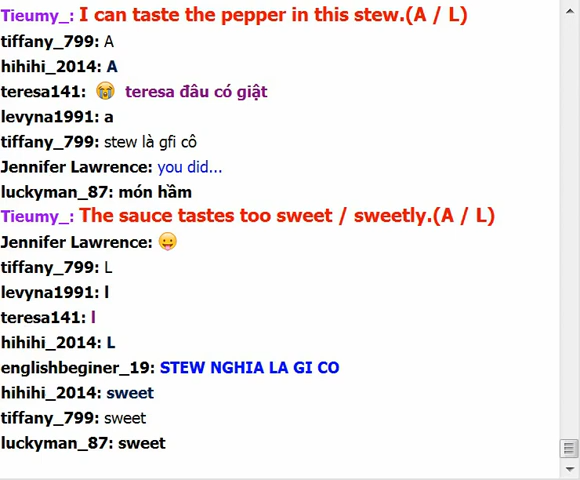 Tieumy_: I can taste the pepper in this stew.(A / L)
tiffany_799: A
hihihi_2014: A
teresa141: teresa đâu có giật
levyna1991: a
tiffany_799: stew là gfi cô
Jennifer Lawrence: you did...
luckyman_87: món hầm
Tieumy_: The sauce tastes too sweet / sweetly.(A / L)
Jennifer Lawrence:
tiffany_799: L
levyna1991: l
teresa141: l
hihihi_2014: L
englishbeginer_19: STEW NGHIA LA GI CO
hihihi_2014: sweet
tiffany_799: sweet
luckyman_87: sweet